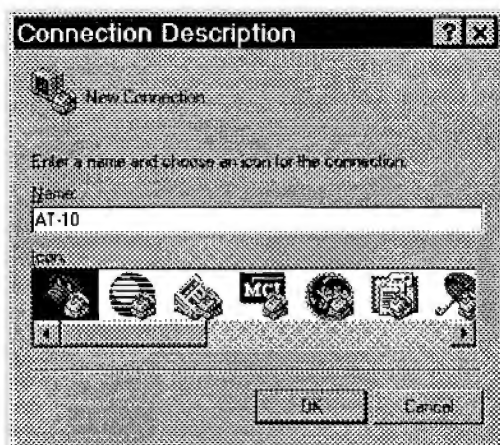 Connection Description
New Connection
Enter a name and choose an icon for the connection:
Name:
AT-10
Icon:
MCI
OK
Cancel